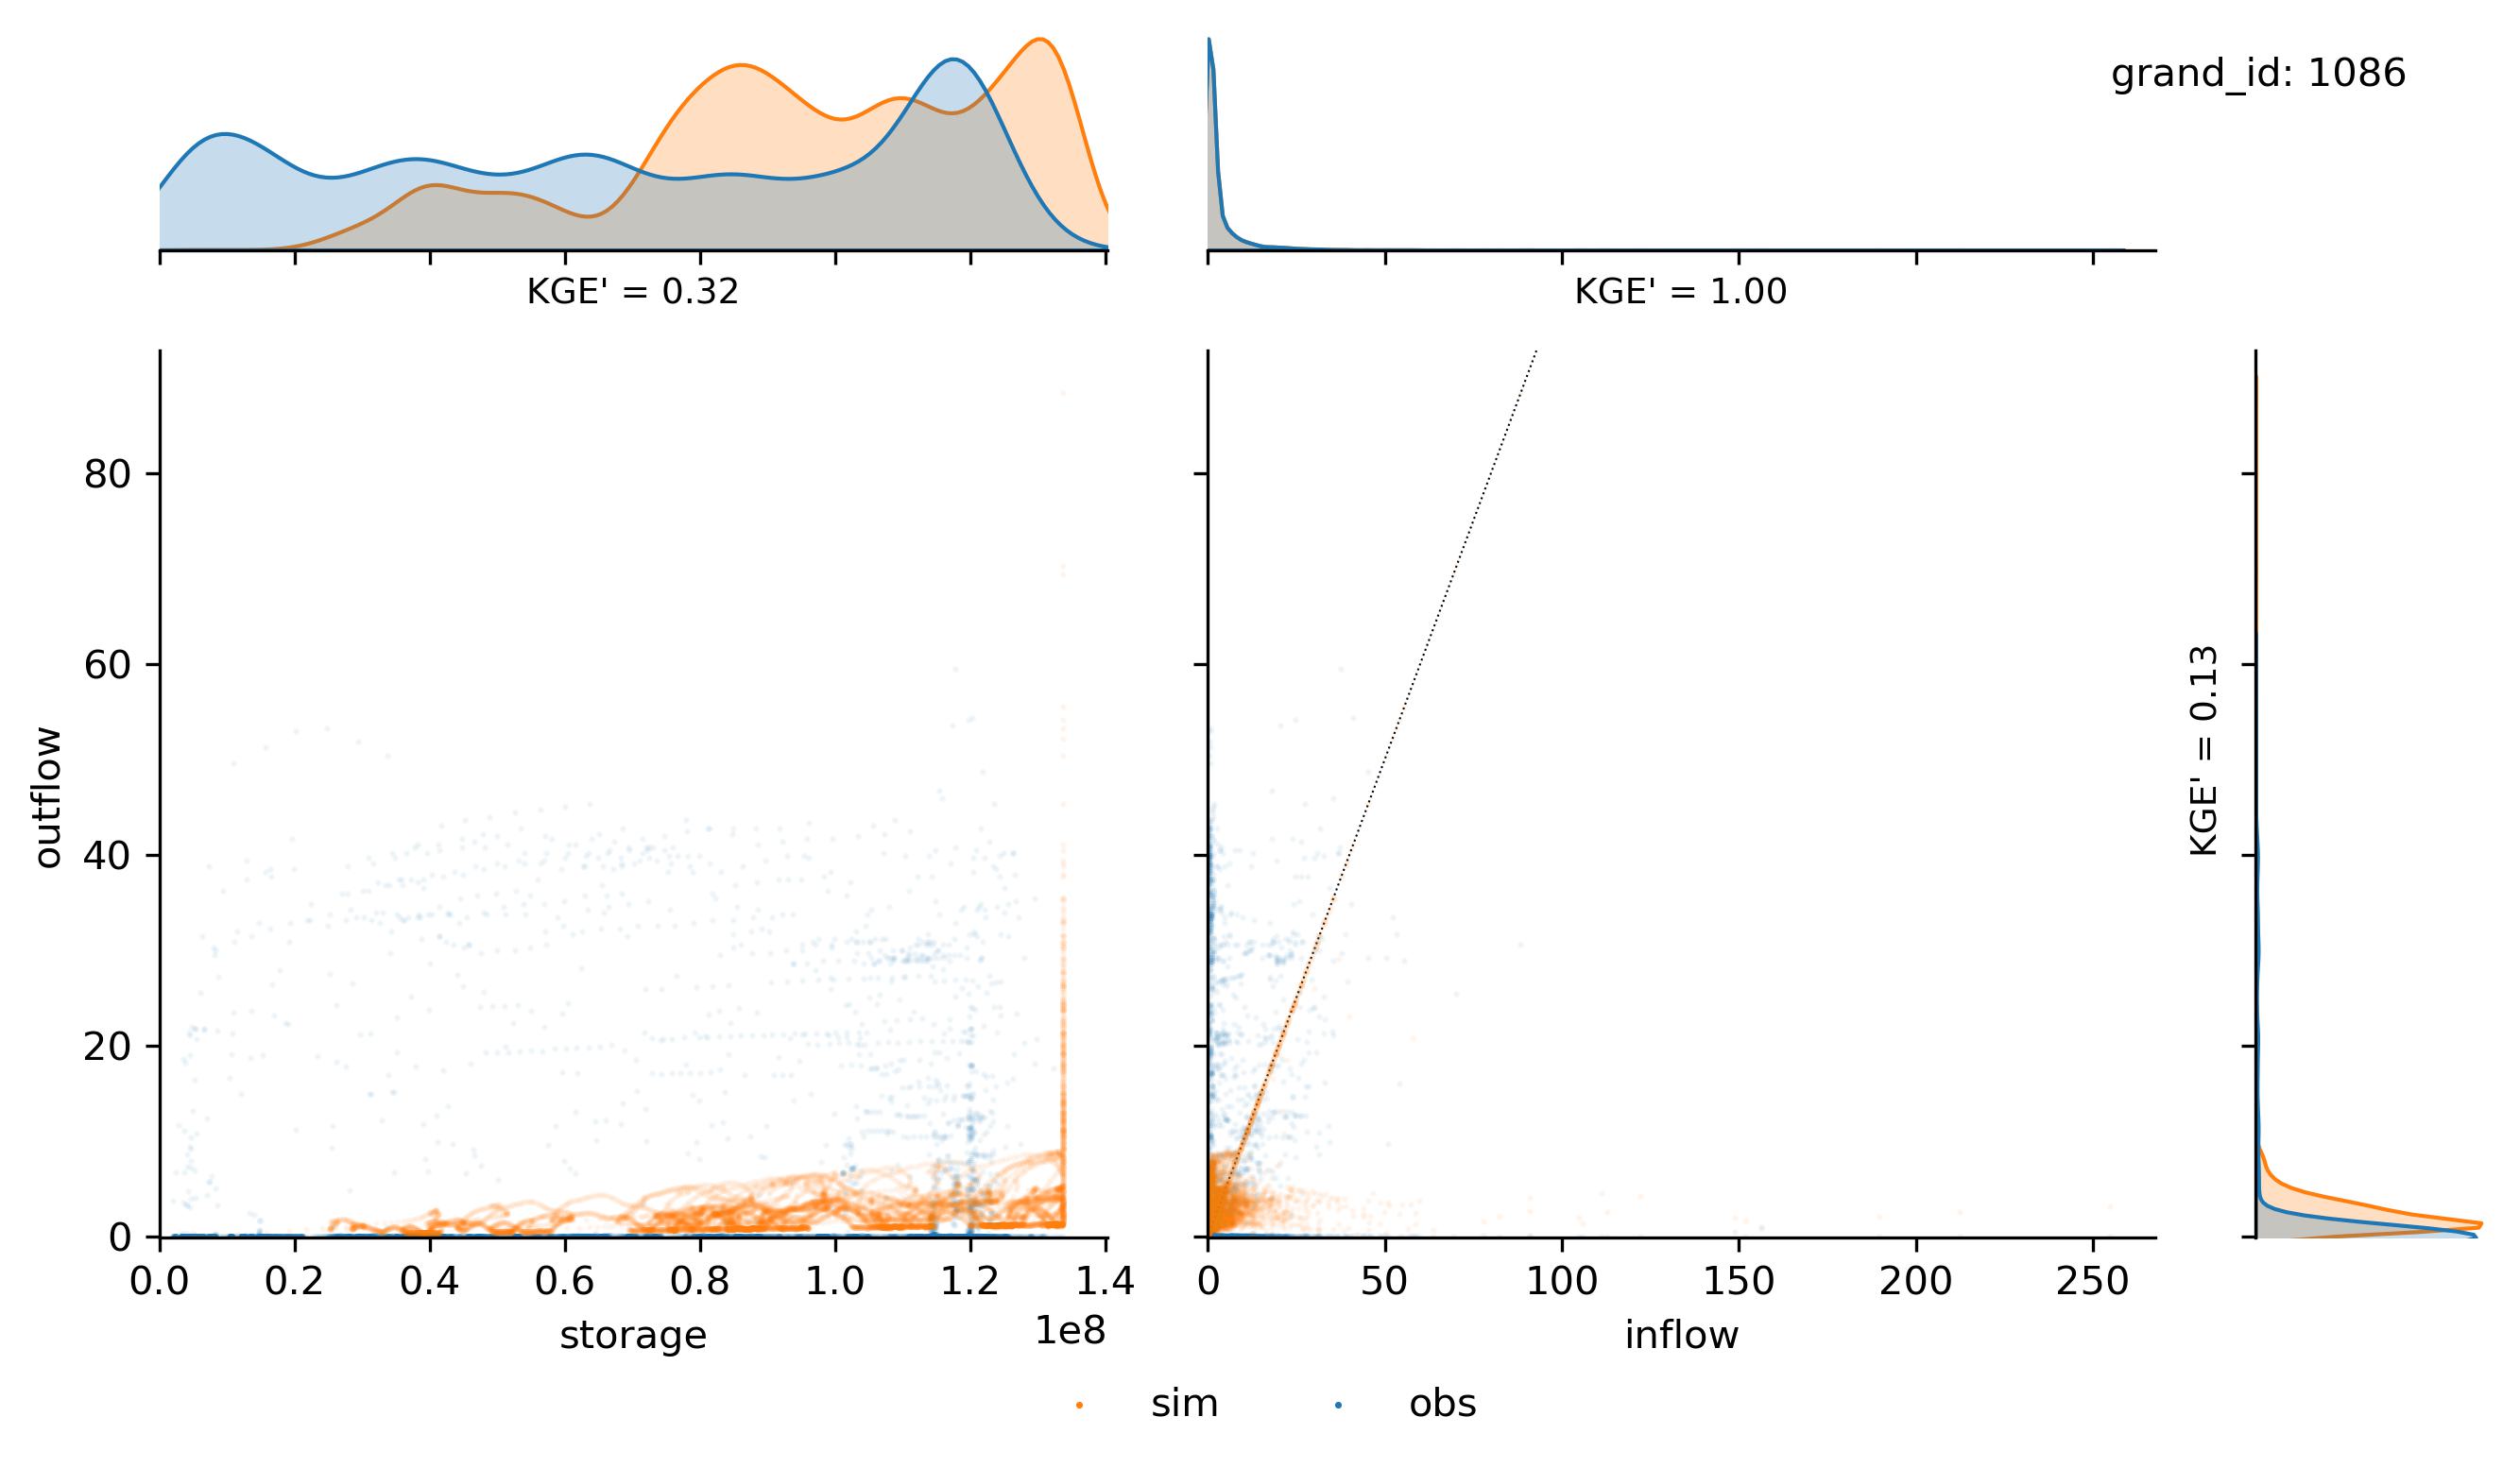 grand_id: 1086
KGE' = 0.32
KGE' = 1.00
outflow
80
60
40
20
0
0.0 0.2 0.4 0.6 0.8 1.0 1.2 1.4
1e8
storage
0 50 100 150 200 250
inflow
KGE' = 0.13
sim obs